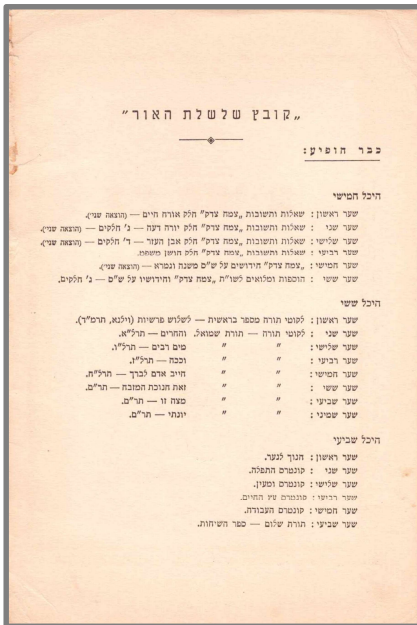 „קובץ שלשלת האור"
כבר הופיע:
היכל חמישי
שער ראשון: שאלות ותשובות „צמח צדק" חלק אורח חיים — (הוצאה שני׳).
שער שני : שאלות ותשובות „צמח צדק" חלק יורה דעה — ג׳ חלקים — (הוצאה שני׳).
שער שלישי: שאלות ותשובות „צמח צדק" חלק אבן העזר — ד׳ חלקים — (הוצאה שני׳).
שער רביעי: שאלות ותשובות „צמח צדק" חלק חושן משפט.
שער חמישי: „צמח צדק" חידושים על ש"ס משנה וגמרא — (הוצאה שני׳).
שער ששי : הוספות ומלואים לשו"ת „צמח צדק" וחידושיו על ש"ס — ג׳ חלקים.
היכל ששי
שער ראשון: לקוטי תורה מספר בראשית — לשלוש פרשיות (וילנא, תרמ"ד).
שער שני : לקוטי תורה — תורת שמואל. והחרים — תרל"א.
שער שלישי: " " מים רבים — תרל"ו.
שער רביעי: " " וככה — תרל"ז.
שער חמישי: " " חייב אדם לברך — תרל"ח.
שער ששי : " " זאת חנוכת המזבח — תר"ם.
שער שביעי: " " מצה זו — תר"ם.
שער שמיני: " " יונתי — תר"ם.
היכל שביעי
שער ראשון: חנוך לנער.
שער שני : קונטרס התפלה.
שער שלישי: קונטרס ומעין.
שער רביעי: קונטרס עץ החיים.
שער חמישי: קונטרס העבודה.
שער שביעי: תורת שלום — ספר השיחות.